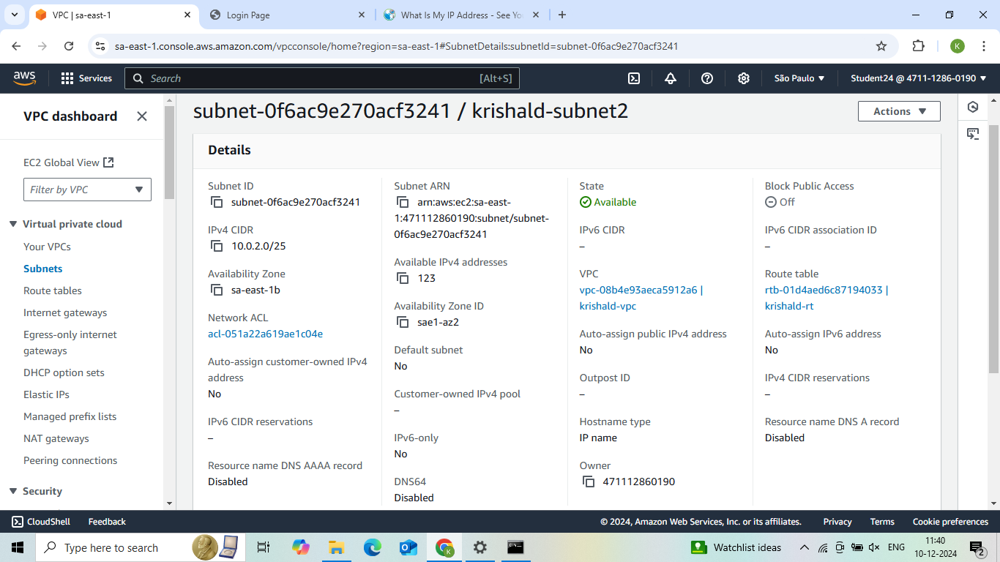 VPC | sa-east-1
Login Page
What Is My IP Address - See Yo
sa-east-1.console.aws.amazon.com/vpcconsole/home?region=sa-east-1#SubnetDetails:subnetId=subnet-0f6ac9e270acf3241
K
aws
Services
Search
[Alt+S]
São Paulo
Student24 @ 4711-1286-0190
VPC dashboard
EC2 Global View
Filter by VPC
Virtual private cloud
Your VPCs
Subnets
Route tables
Internet gateways
Egress-only internet
gateways
DHCP option sets
Elastic IPs
Managed prefix lists
NAT gateways
Peering connections
Security
subnet-0f6ac9e270acf3241 / krishald-subnet2
Actions
Details
Subnet ID
subnet-0f6ac9e270acf3241
IPv4 CIDR
10.0.2.0/25
Availability Zone
sa-east-1b
Network ACL
acl-051a22a619ae1c04e
Auto-assign customer-owned IPv4
address
No
IPv6 CIDR reservations
–
Resource name DNS AAAA record
Disabled
Subnet ARN
arn:aws:ec2:sa-east-
1:471112860190:subnet/subnet-
0f6ac9e270acf3241
Available IPv4 addresses
123
Availability Zone ID
sae1-az2
Default subnet
No
Customer-owned IPv4 pool
–
IPv6-only
No
DNS64
Disabled
State
Available
IPv6 CIDR
–
VPC
vpc-08b4e93aeca5912a6 |
krishald-vpc
Auto-assign public IPv4 address
No
Outpost ID
–
Hostname type
IP name
Owner
471112860190
Block Public Access
Off
IPv6 CIDR association ID
–
Route table
rtb-01d4aed6c87194033 |
krishald-rt
Auto-assign IPv6 address
No
IPv4 CIDR reservations
–
Resource name DNS A record
Disabled
CloudShell
Feedback
© 2024, Amazon Web Services, Inc. or its affiliates.
Privacy
Terms
Cookie preferences
Type here to search
Watchlist ideas
ENG
11:40
10-12-2024
2